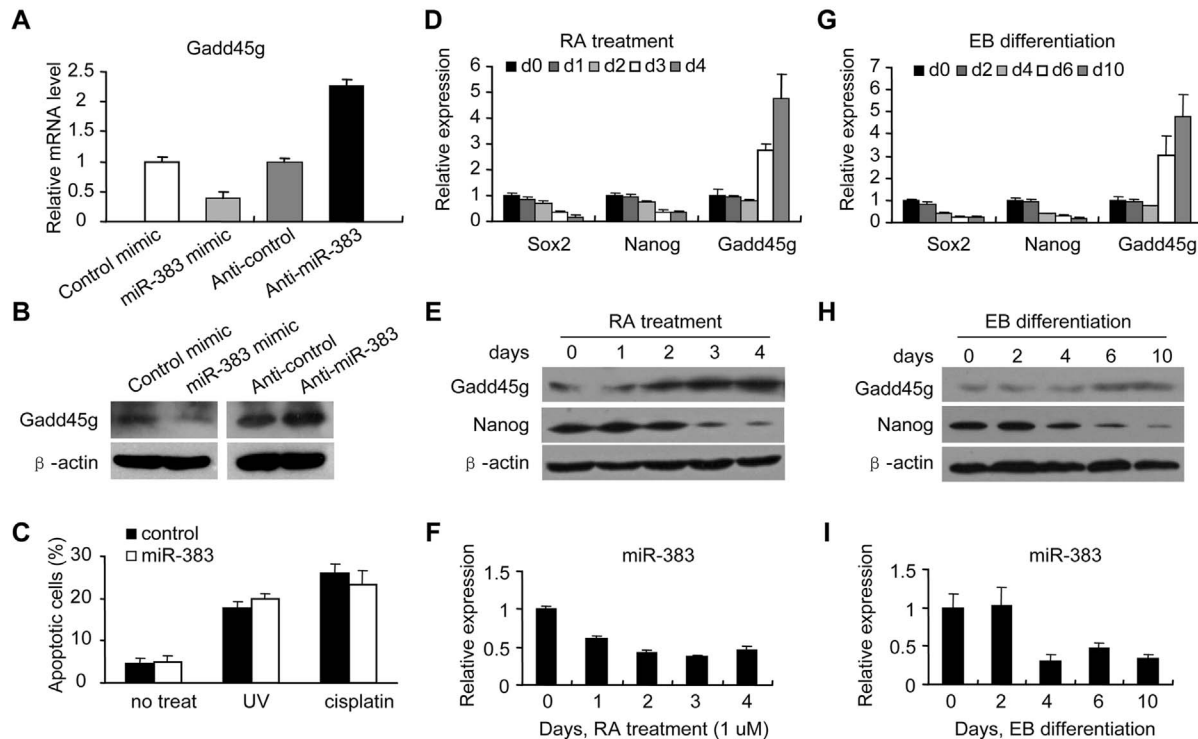 A
Gadd45g
Relative mRNA level
2.5
2
1.5
1
0.5
0
Control mimic
miR-383 mimic
Anti-control
Anti-miR-383
B
Control mimic
miR-383 mimic
Anti-control
Anti-miR-383
Gadd45g
β -actin
C
control
miR-383
Apoptotic cells (%)
30
20
10
0
no treat UV cisplatin
D
RA treatment
d0 d1 d2 d3 d4
Relative expression
6
5
4
3
2
1
0
Sox2 Nanog Gadd45g
E
RA treatment
days 0 1 2 3 4
Gadd45g
Nanog
β -actin
F
miR-383
Relative expression
1.5
1
0.5
0
0 1 2 3 4
Days, RA treatment (1 uM)
G
EB differentiation
d0 d2 d4 d6 d10
Relative expression
7
6
5
4
3
2
1
0
Sox2 Nanog Gadd45g
H
EB differentiation
days 0 2 4 6 10
Gadd45g
Nanog
β -actin
I
miR-383
Relative expression
1.5
1
0.5
0
0 2 4 6 10
Days, EB differentiation